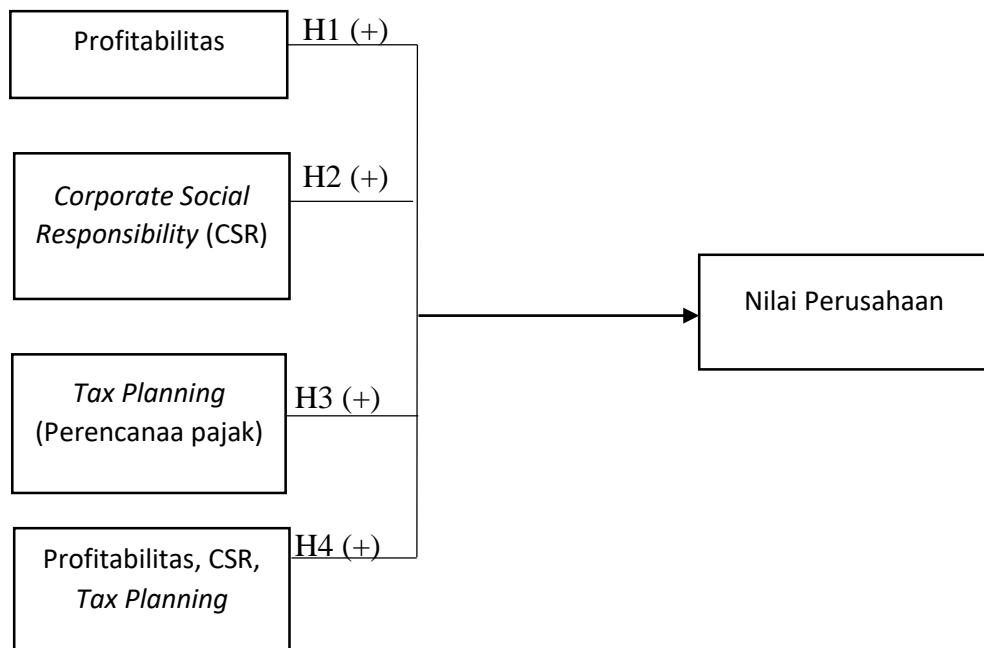 Profitabilitas
H1 (+)
Corporate Social
Responsibility (CSR)
H2 (+)
Nilai Perusahaan
Tax Planning
(Perencanaa pajak)
H3 (+)
Profitabilitas, CSR,
Tax Planning
H4 (+)